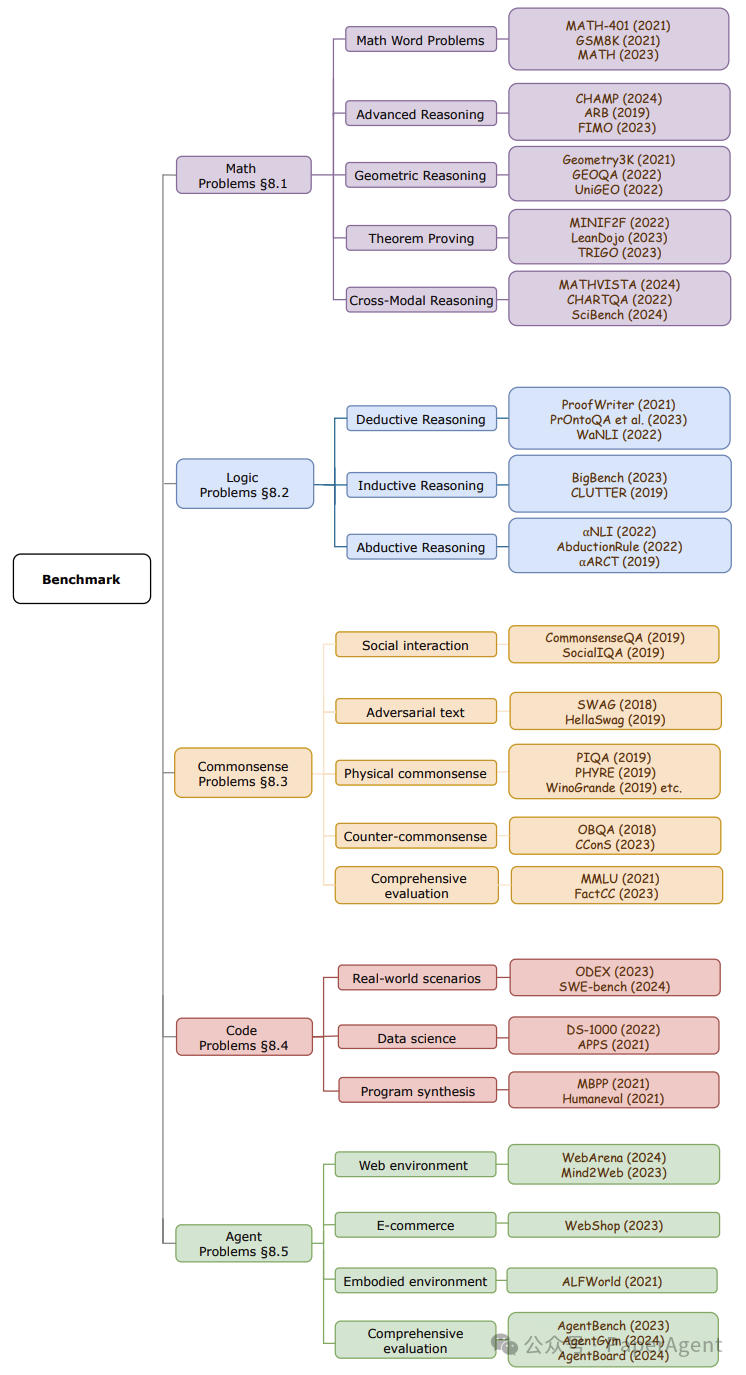 Benchmark
Math
Problems §8.1
Math Word Problems
MATH-401 (2021)
GSM8K (2021)
MATH (2023)
Advanced Reasoning
CHAMP (2024)
ARB (2019)
FIMO (2023)
Geometric Reasoning
Geometry3K (2021)
GEOQA (2022)
UniGEO (2022)
Theorem Proving
MINIF2F (2022)
LeanDojo (2023)
TRIGO (2023)
Cross-Modal Reasoning
MATHVISTA (2024)
CHARTQA (2022)
SciBench (2024)
Logic
Problems §8.2
Deductive Reasoning
ProofWriter (2021)
PrOntoQA et al. (2023)
WaNLI (2022)
Inductive Reasoning
BigBench (2023)
CLUTTER (2019)
Abductive Reasoning
αNLI (2022)
AbductionRule (2022)
αARCT (2019)
Commonsense
Problems §8.3
Social interaction
CommonsenseQA (2019)
SocialIQA (2019)
Adversarial text
SWAG (2018)
HellaSwag (2019)
Physical commonsense
PIQA (2019)
PHYRE (2019)
WinoGrande (2019) etc.
Counter-commonsense
OBQA (2018)
CConS (2023)
Comprehensive
evaluation
MMLU (2021)
FactCC (2023)
Code
Problems §8.4
Real-world scenarios
ODEX (2023)
SWE-bench (2024)
Data science
DS-1000 (2022)
APPS (2021)
Program synthesis
MBPP (2021)
Humaneval (2021)
Agent
Problems §8.5
Web environment
WebArena (2024)
Mind2Web (2023)
E-commerce
WebShop (2023)
Embodied environment
ALFWorld (2021)
Comprehensive
evaluation
AgentBench (2023)
AgentGym (2024)
AgentBoard (2024)
公众号 · PaperAgent